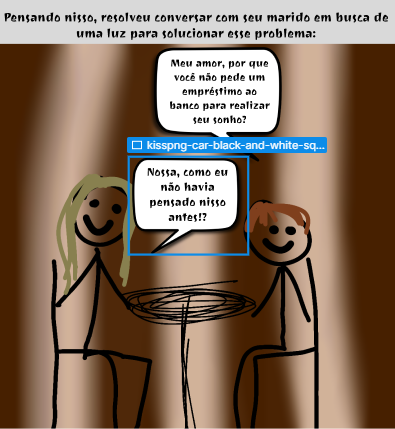 Pensando nisso, resolveu conversar com seu marido em busca de
uma luz para solucionar esse problema:
Meu amor, por que
você não pede um
empréstimo ao
banco para realizar
seu sonho?
kisspng-car-black-and-white-sq...
Nossa, como eu
não havia
pensado nisso
antes!?